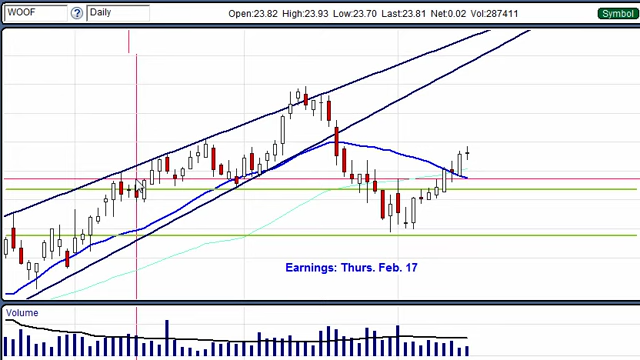 WOOF ? Daily Open:23.82 High:23.93 Low:23.70 Last:23.81 Net:0.02 Vol:287411 Symbol
Earnings: Thurs. Feb. 17
Volume